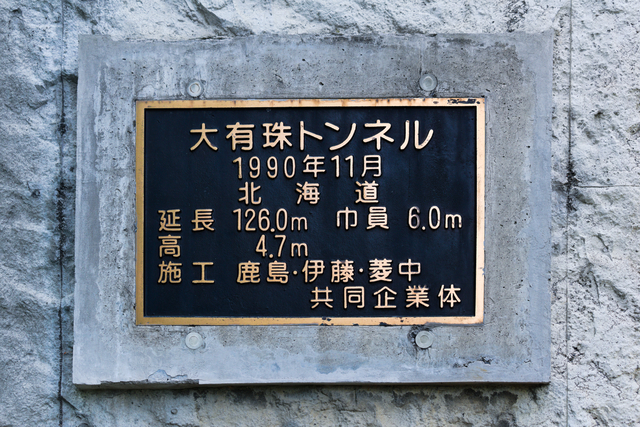 大有珠トンネル
1990年11月
北海道
延長 126.0m 巾員 6.0m
高 4.7m
施工 鹿島・伊藤・菱中
共同企業体